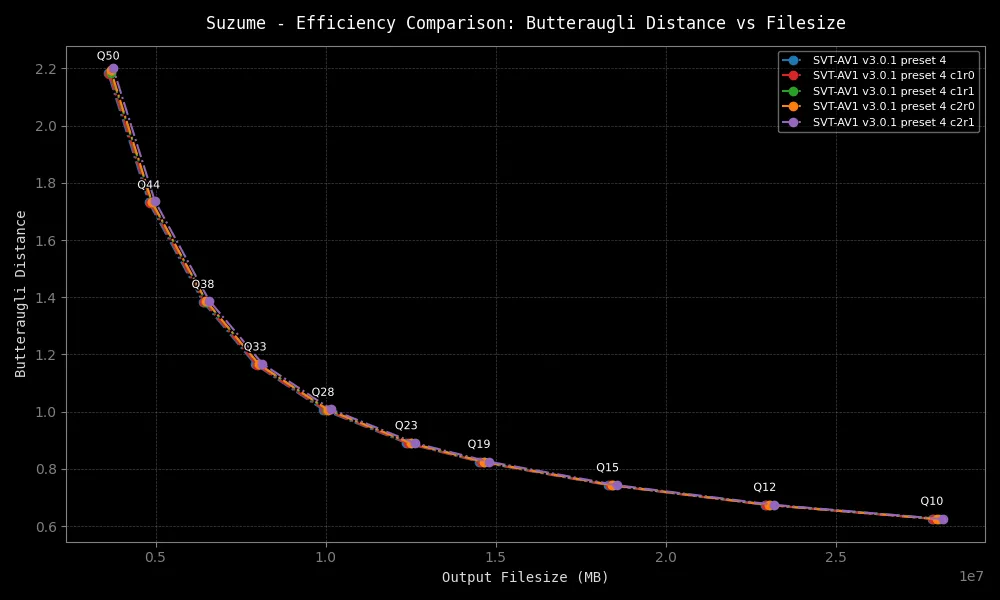 Suzume - Efficiency Comparison: Butteraugli Distance vs Filesize
SVT-AV1 v3.0.1 preset 4
SVT-AV1 v3.0.1 preset 4 c1r0
SVT-AV1 v3.0.1 preset 4 c1r1
SVT-AV1 v3.0.1 preset 4 c2r0
SVT-AV1 v3.0.1 preset 4 c2r1
Butteraugli Distance
2.2
2.0
1.8
1.6
1.4
1.2
1.0
0.8
0.6
Q50
Q44
Q38
Q33
Q28
Q23
Q19
Q15
Q12
Q10
0.5
1.0
1.5
2.0
2.5
1e7
Output Filesize (MB)